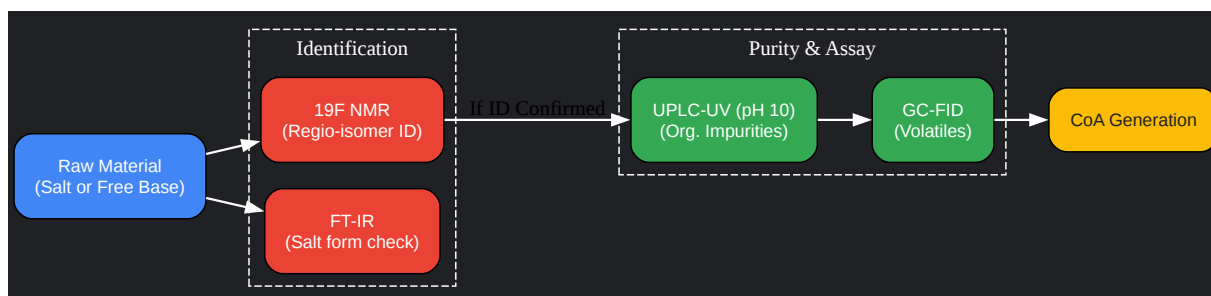 Identification
Purity & Assay
19F NMR
(Regio-isomer ID)
If ID Confirmed
UPLC-UV (pH 10)
(Org. Impurities)
GC-FID
(Volatiles)
CoA Generation
Raw Material
(Salt or Free Base)
FT-IR
(Salt form check)